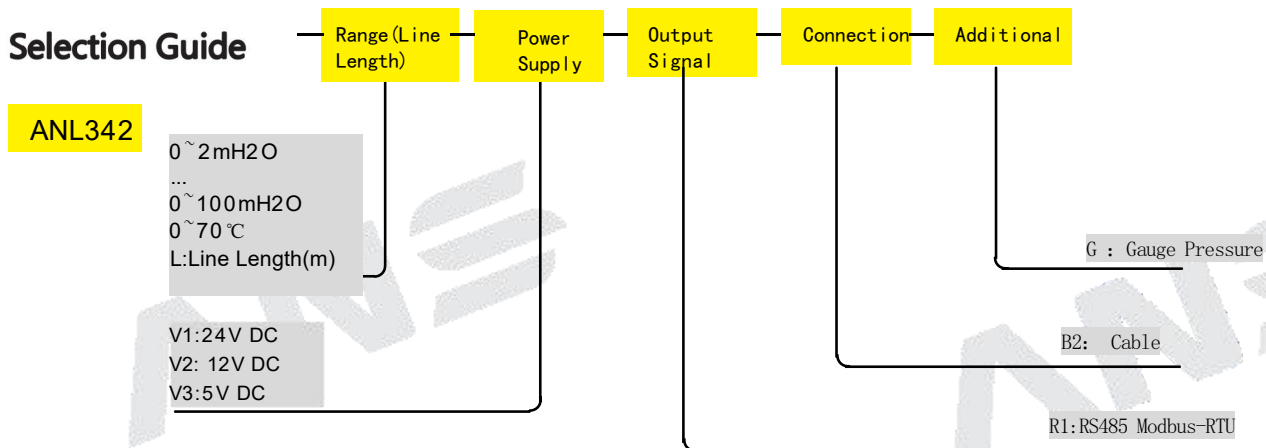 Selection Guide
Range(Line
Length)
Power
Supply
Output
Signal
Connection
Additional
ANL342
0~2mH2O
...
0~100mH2O
0~70℃
L:Line Length(m)
G : Gauge Pressure
V1:24V DC
V2: 12V DC
V3:5V DC
B2: Cable
R1:RS485 Modbus-RTU